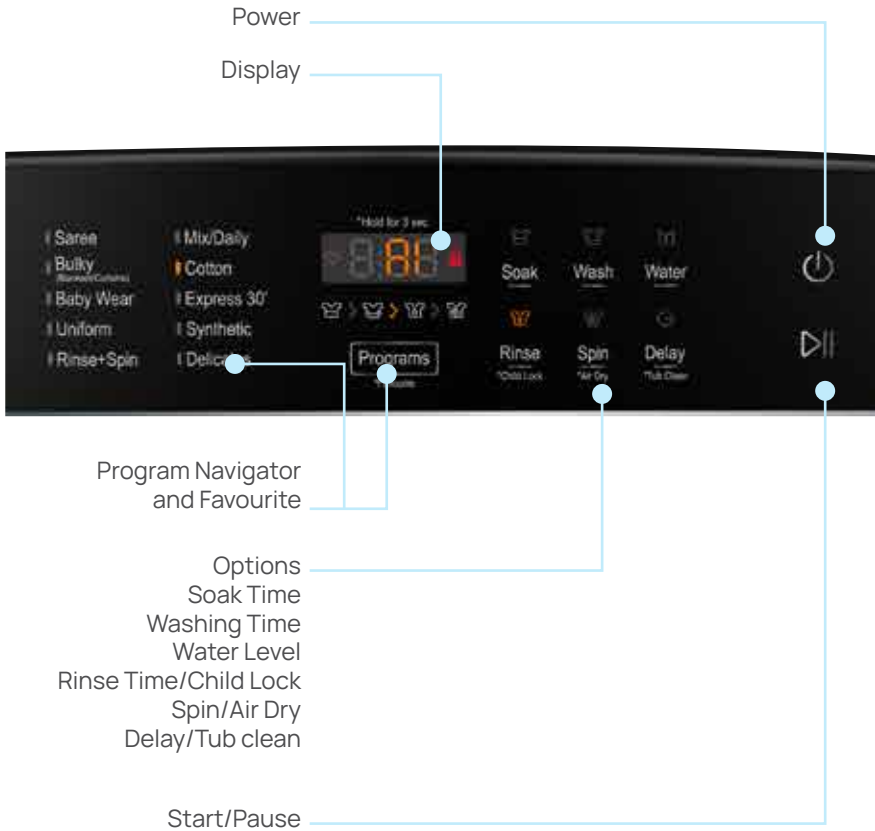 Power
Display
*Hold for 3 sec
Saree
Mix/Daily
AI
Bulky
Cotton
Soak
Wash
Water
Baby Wear
Express 30'
Uniform
Synthetic
Rinse+Spin
Delicates
Programs
Rinse
Spin
Delay
*Child Lock
*Air Dry
*Tub Clean
Program Navigator
and Favourite
Options
Soak Time
Washing Time
Water Level
Rinse Time/Child Lock
Spin/Air Dry
Delay/Tub clean
Start/Pause